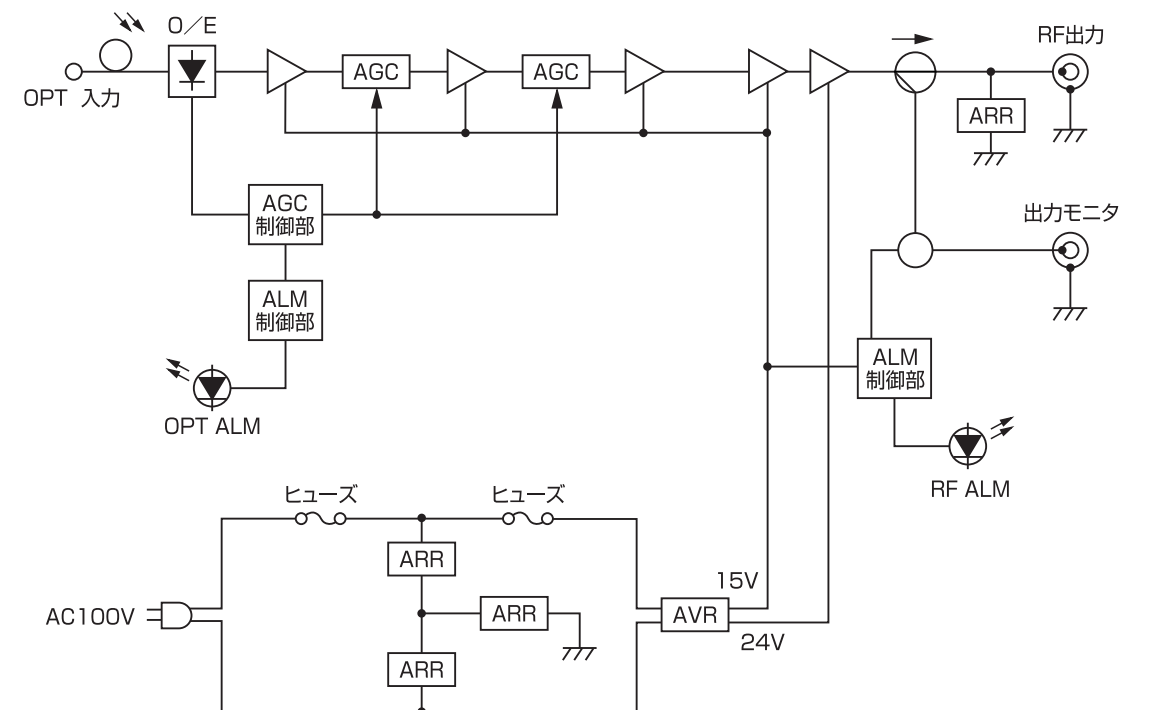 O／E
RF出力
OPT 入力
AGC
AGC
ARR
AGC
制御部
出力モニタ
ALM
制御部
ALM
制御部
OPT ALM
RF ALM
ヒューズ
ヒューズ
ARR
15V
AC100V
ARR
AVR
24V
ARR